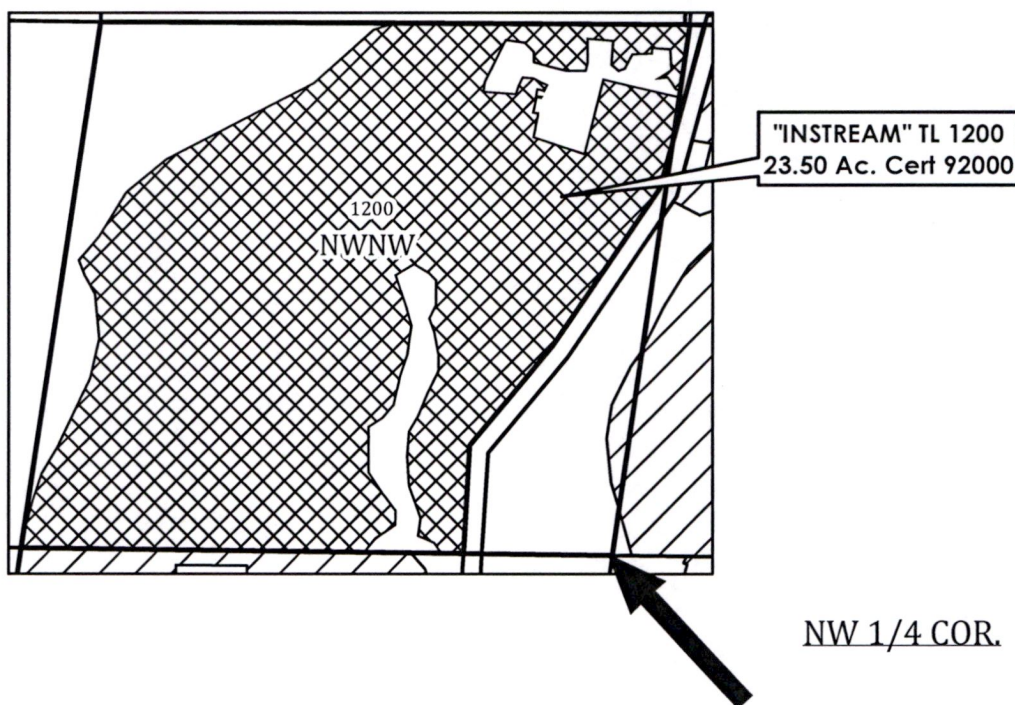 "INSTREAM" TL 1200
23.50 Ac. Cert 92000
1200
NWNW
NW 1/4 COR.